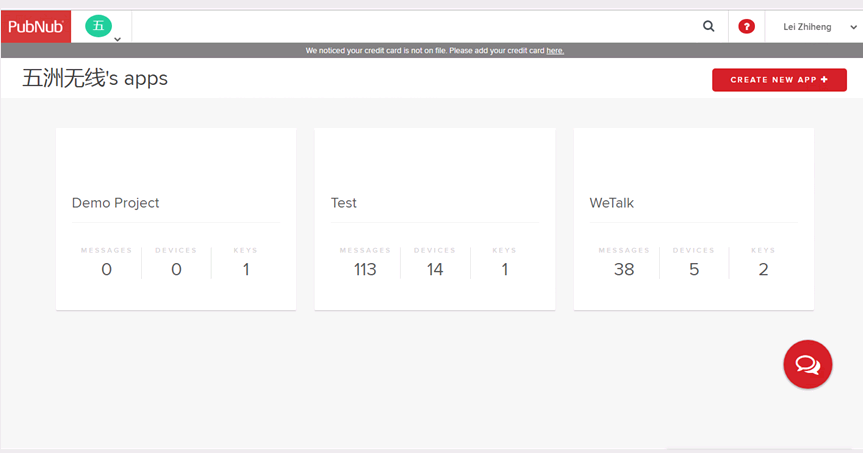 PubNub
五
?
Lei Zhiheng
We noticed your credit card is not on file. Please add your credit card here.
五洲无线's apps
CREATE NEW APP +
Demo Project
MESSAGES DEVICES KEYS
0 0 1
Test
MESSAGES DEVICES KEYS
113 14 1
WeTalk
MESSAGES DEVICES KEYS
38 5 2